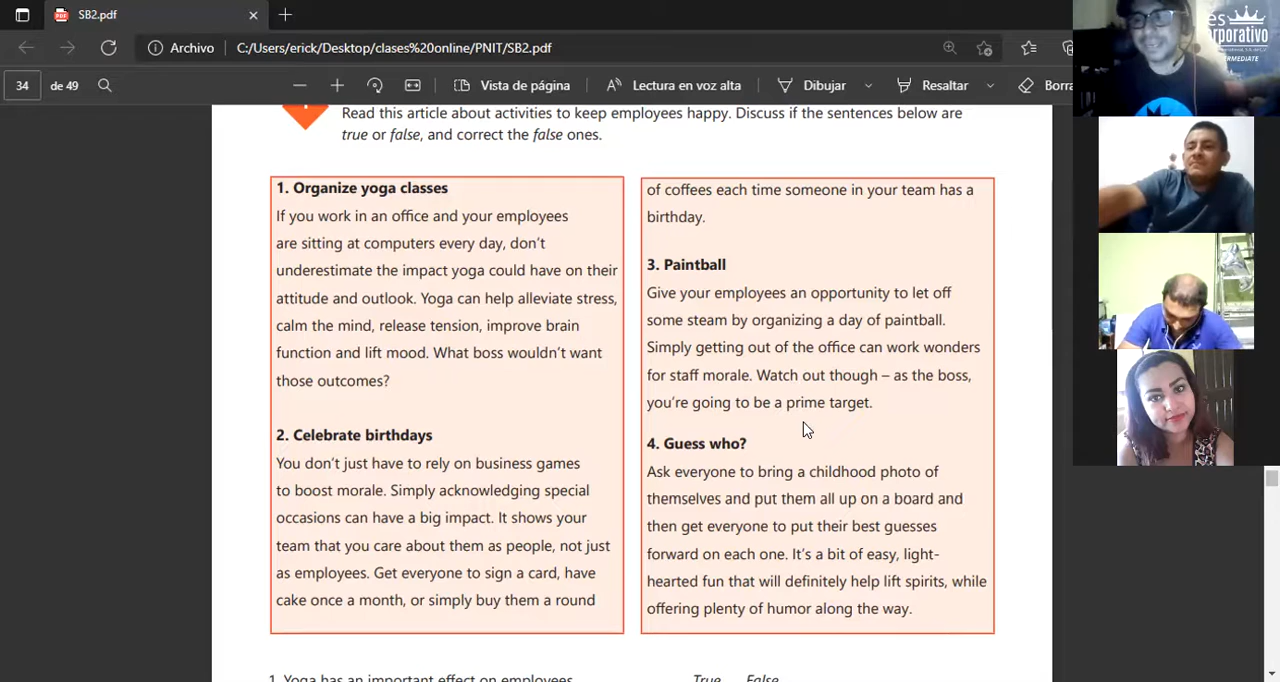 SB2.pdf
Archivo
C:/Users/erick/Desktop/clases%20online/PNIT/SB2.pdf
34
de 49
Vista de página
Lectura en voz alta
Dibujar
Resaltar
Borra
és
orporativo
ERMEDIATE
Read this article about activities to keep employees happy. Discuss if the sentences below are
true or false, and correct the false ones.
1. Organize yoga classes
If you work in an office and your employees
are sitting at computers every day, don't
underestimate the impact yoga could have on their
attitude and outlook. Yoga can help alleviate stress,
calm the mind, release tension, improve brain
function and lift mood. What boss wouldn't want
those outcomes?
2. Celebrate birthdays
You don't just have to rely on business games
to boost morale. Simply acknowledging special
occasions can have a big impact. It shows your
team that you care about them as people, not just
as employees. Get everyone to sign a card, have
cake once a month, or simply buy them a round
of coffees each time someone in your team has a
birthday.
3. Paintball
Give your employees an opportunity to let off
some steam by organizing a day of paintball.
Simply getting out of the office can work wonders
for staff morale. Watch out though – as the boss,
you're going to be a prime target.
4. Guess who?
Ask everyone to bring a childhood photo of
themselves and put them all up on a board and
then get everyone to put their best guesses
forward on each one. It's a bit of easy, light-
hearted fun that will definitely help lift spirits, while
offering plenty of humor along the way.
1. Yoga has an important effect on employees
True False